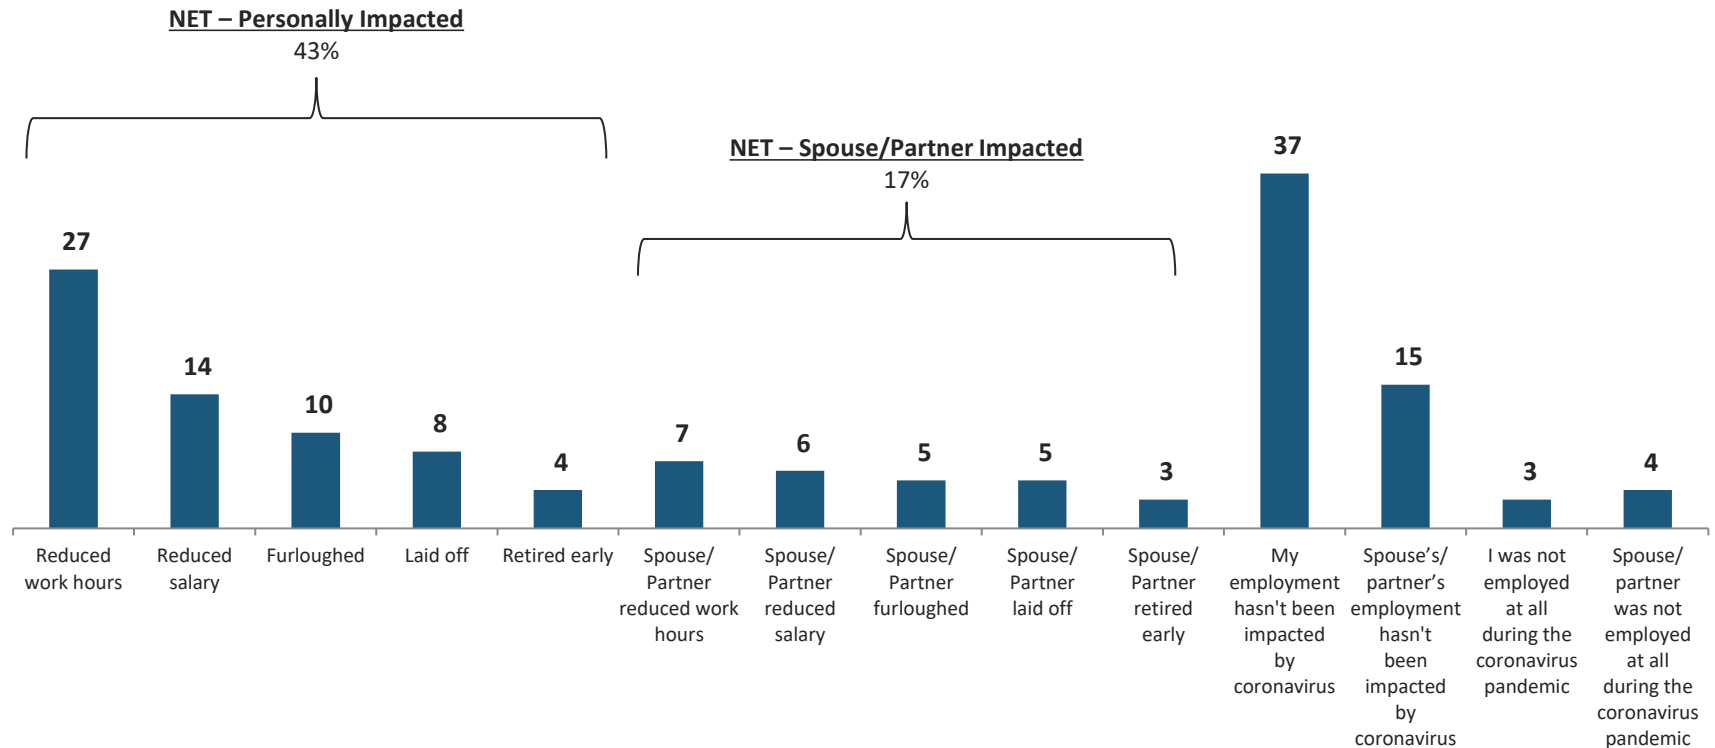 NET – Personally Impacted
43%
NET – Spouse/Partner Impacted
17%
27
14
10
8
4
7
6
5
5
3
37
15
3
4
Reduced
work hours
Reduced
salary
Furloughed
Laid off
Retired early
Spouse/
Partner
reduced work
hours
Spouse/
Partner
reduced
salary
Spouse/
Partner
furloughed
Spouse/
Partner
laid off
Spouse/
Partner
retired
early
My
employment
hasn't been
impacted
by
coronavirus
Spouse’s/
partner’s
employment
hasn't
been
impacted
by
coronavirus
I was not
employed
at all
during the
coronavirus
pandemic
Spouse/
partner
was not
employed
at all
during the
coronavirus
pandemic